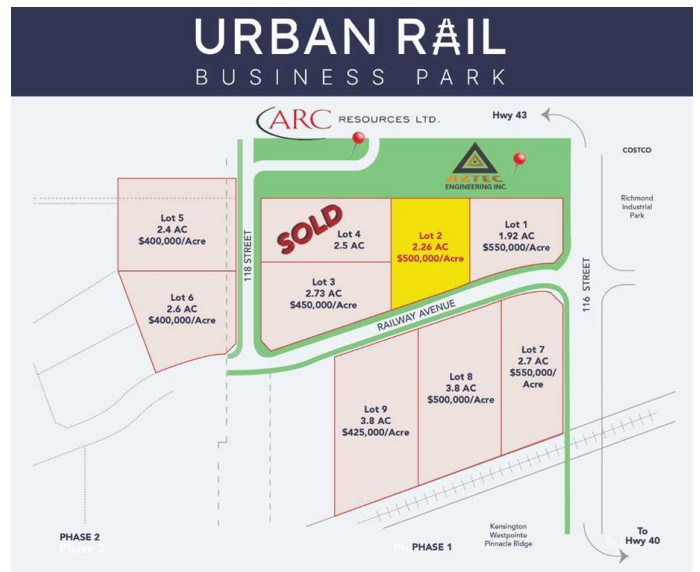 URBAN RAIL
BUSINESS PARK
ARC RESOURCES LTD.
Hwy 43
COSTCO
AZTEC
ENGINEERING INC.
Richmond
Industrial
Park
Lot 5
2.4 AC
$400,000/Acre
118 STREET
SOLD
Lot 4
2.5 AC
Lot 2
2.26 AC
$500,000/Acre
Lot 1
1.92 AC
$550,000/Acre
116 STREET
Lot 6
2.6 AC
$400,000/Acre
Lot 3
2.73 AC
$450,000/Acre
RAILWAY AVENUE
Lot 7
2.7 AC
$550,000/
Acre
Lot 8
3.8 AC
$500,000/Acre
Lot 9
3.8 AC
$425,000/Acre
PHASE 2
Phase 2
PHASE 1
Kensington
Westpointe
Pinnacle Ridge
To
Hwy 40